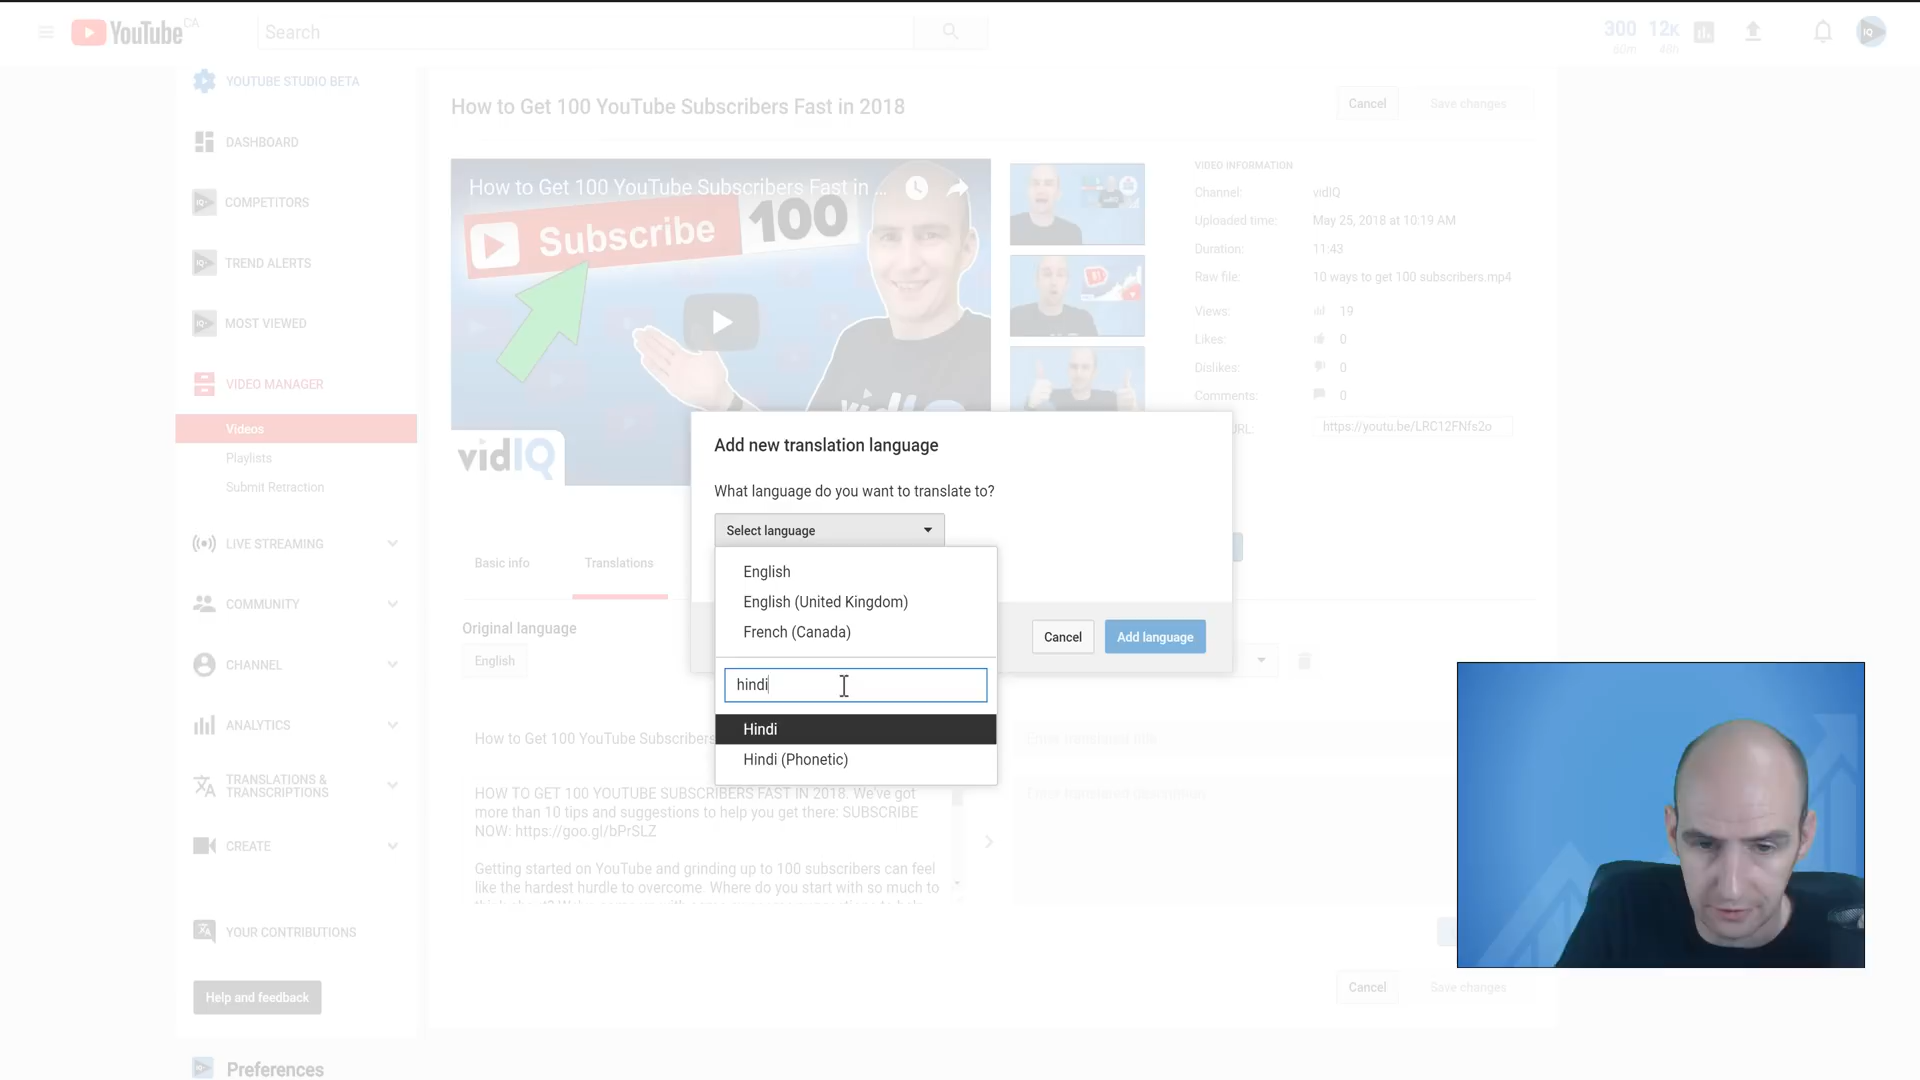 YouTube CA
Search
300 12K
60m 48h
YOUTUBE STUDIO BETA
DASHBOARD
COMPETITORS
TREND ALERTS
MOST VIEWED
VIDEO MANAGER
Videos
Playlists
Submit Retraction
LIVE STREAMING
COMMUNITY
CHANNEL
ANALYTICS
TRANSLATIONS &
TRANSCRIPTIONS
CREATE
YOUR CONTRIBUTIONS
Help and feedback
Preferences
How to Get 100 YouTube Subscribers Fast in 2018
Cancel
Save changes
How to Get 100 YouTube Subscribers Fast in ...
Subscribe 100
vidIQ
vidIQ
VIDEO INFORMATION
Channel: vidIQ
Uploaded time: May 25, 2018 at 10:19 AM
Duration: 11:43
Raw file: 10 ways to get 100 subscribers.mp4
Views: 19
Likes: 0
Dislikes: 0
Comments: 0
URL: https://youtu.be/LRC12FNfs2o
Add new translation language
What language do you want to translate to?
Select language
English
English (United Kingdom)
French (Canada)
hindi
Hindi
Hindi (Phonetic)
Cancel
Add language
Basic info
Translations
Original language
English
How to Get 100 YouTube Subscribers
Enter translated title
HOW TO GET 100 YOUTUBE SUBSCRIBERS FAST IN 2018. We've got
more than 10 tips and suggestions to help you get there: SUBSCRIBE
NOW: https://goo.gl/bPrSLZ
Getting started on YouTube and grinding up to 100 subscribers can feel
like the hardest hurdle to overcome. Where do you start with so much to
Enter translated description
Cancel
Save changes